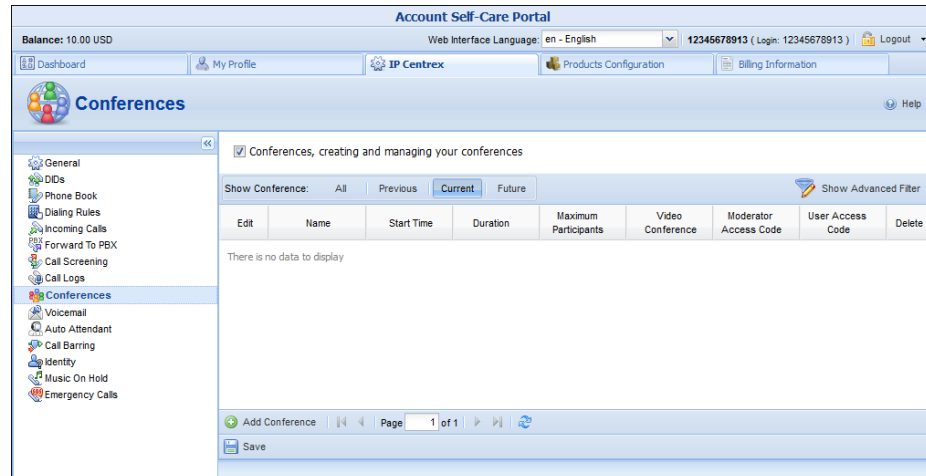 Account Self-Care Portal
Balance: 10.00 USD Web Interface Language: en - English 12345678913 ( Login: 12345678913 ) Logout
Dashboard My Profile IP Centrex Products Configuration Billing Information
Conferences Help
Conferences, creating and managing your conferences
General
DIDs
Phone Book
Dialing Rules
Incoming Calls
PBX Forward To PBX
Call Screening
Call Logs
Conferences
Voicemail
Auto Attendant
Call Barring
Identity
Music On Hold
Emergency Calls
Show Conference: All Previous Current Future Show Advanced Filter
Edit Name Start Time Duration Maximum Participants Video Conference Moderator Access Code User Access Code Delete
There is no data to display
Add Conference Page 1 of 1
Save